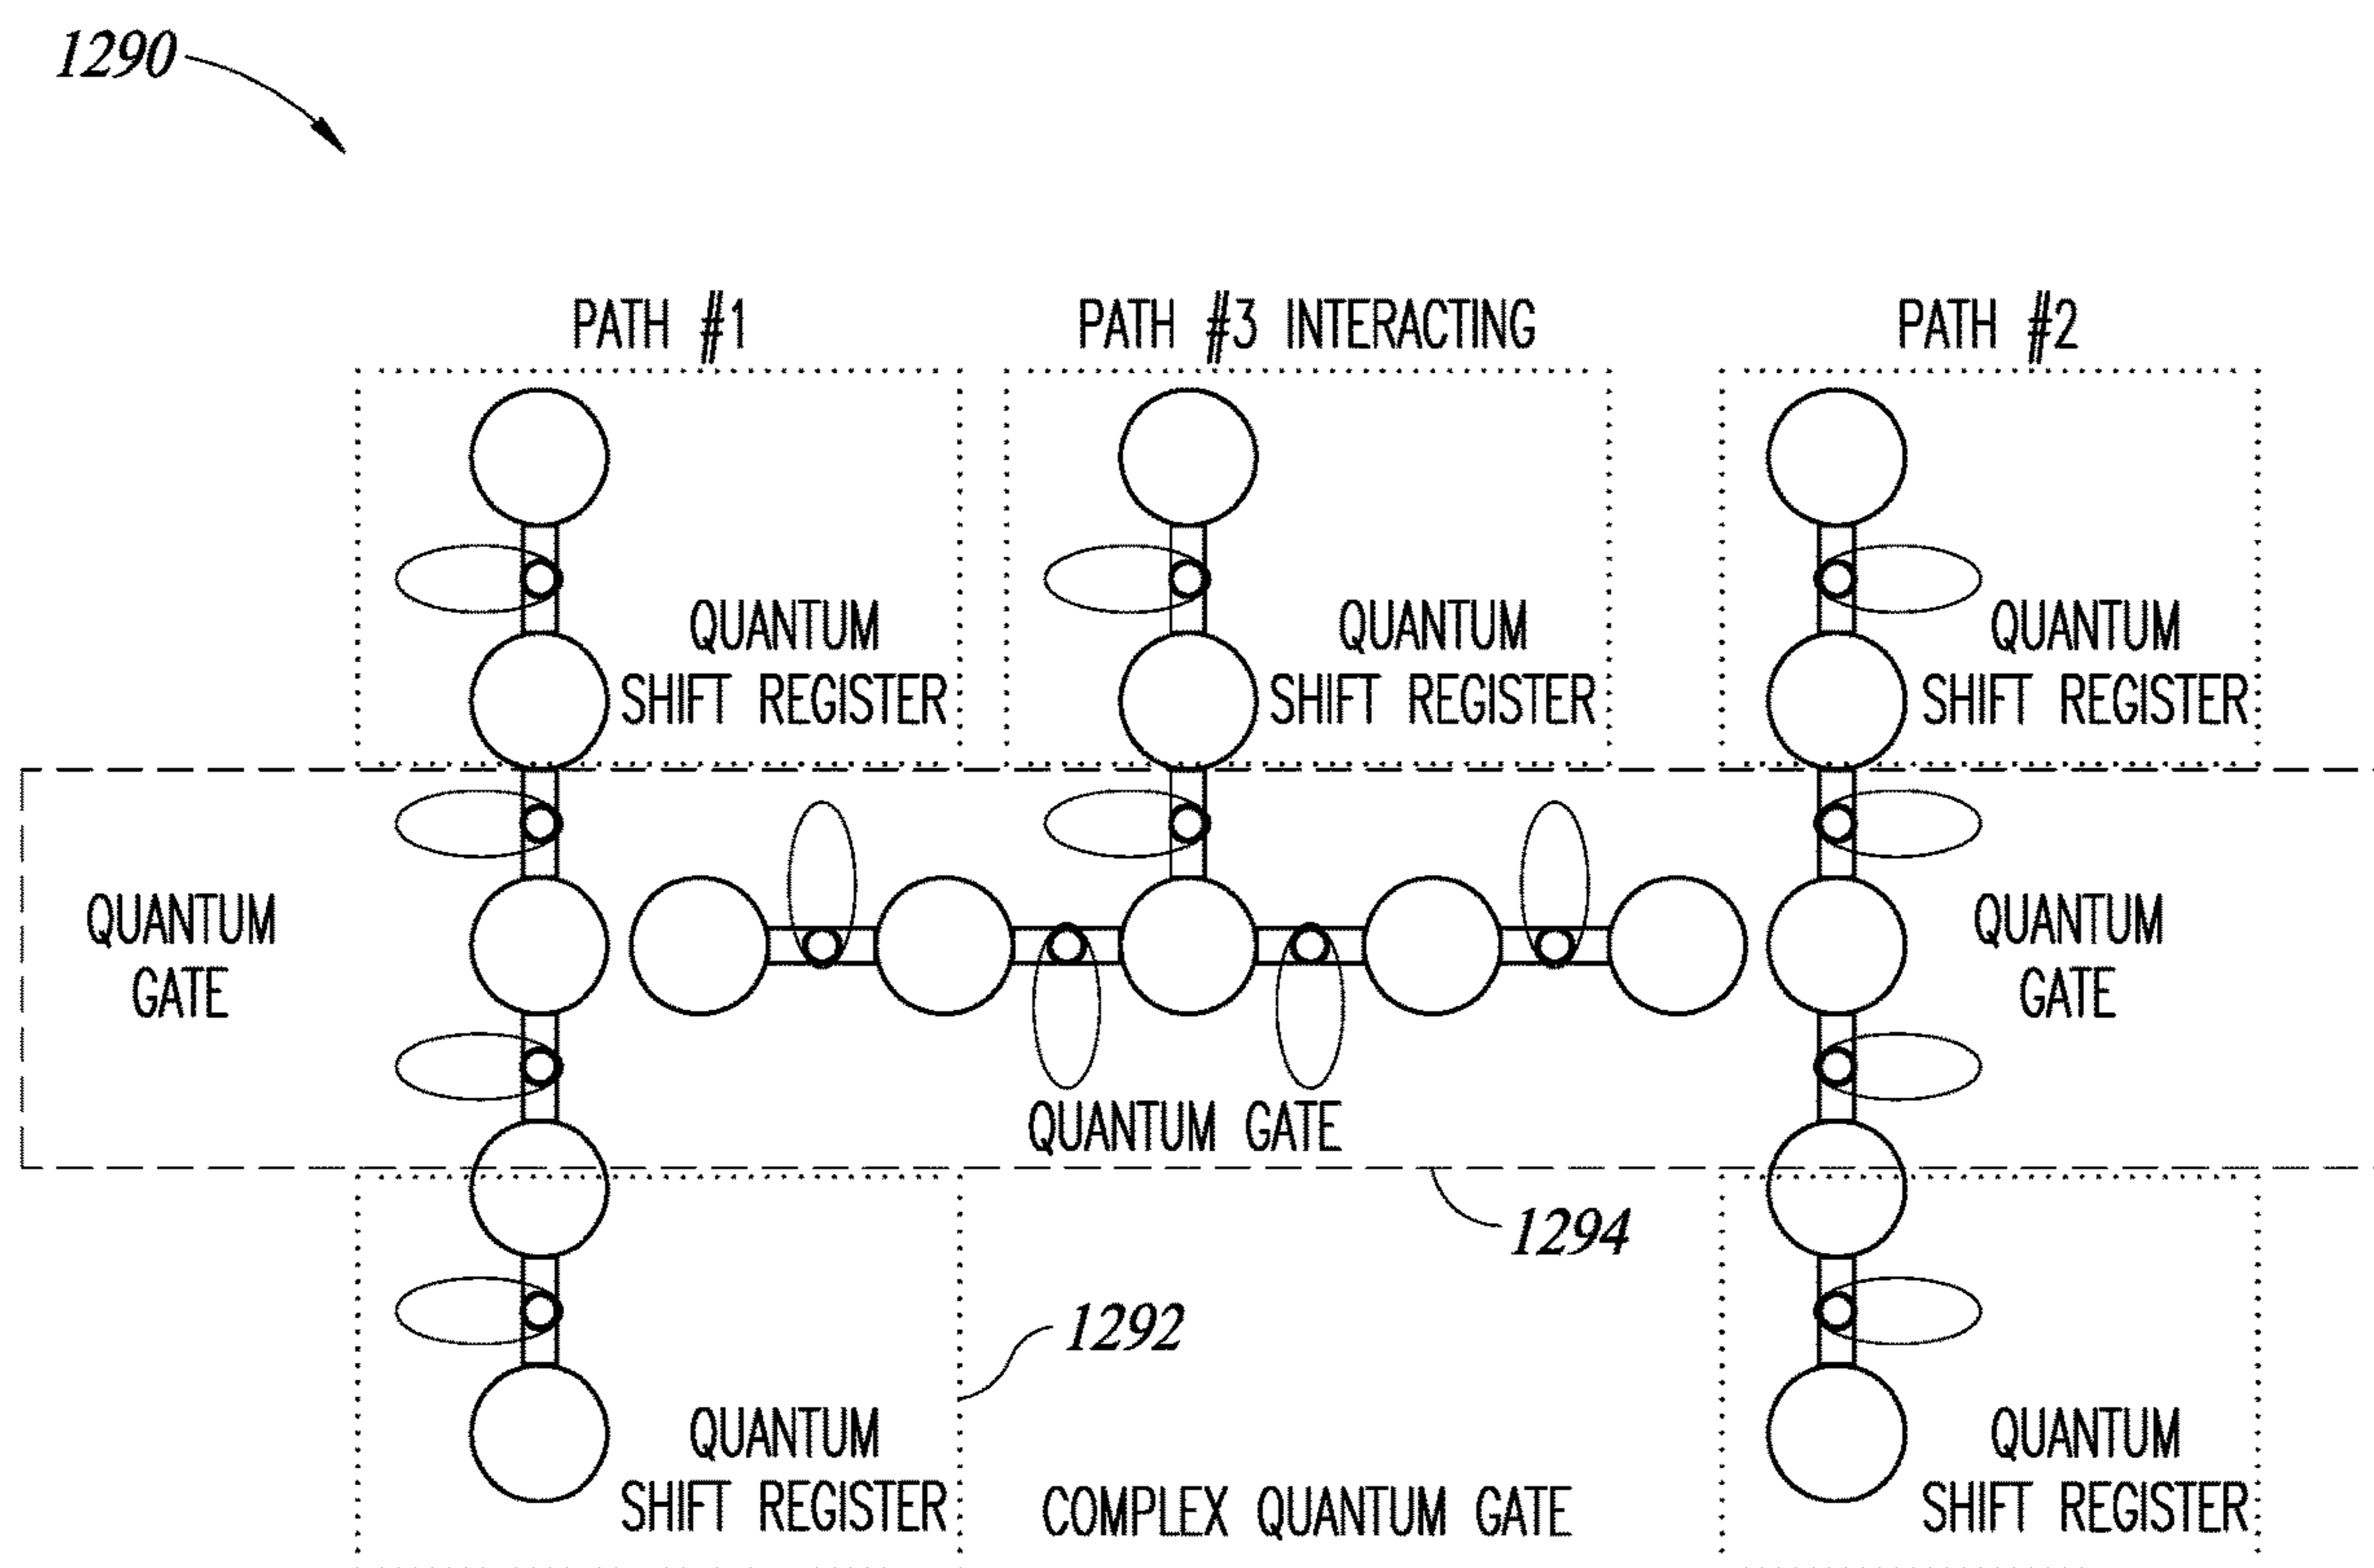 1290
PATH #1
PATH #3 INTERACTING
PATH #2
QUANTUM
SHIFT REGISTER
QUANTUM
SHIFT REGISTER
QUANTUM
SHIFT REGISTER
QUANTUM
GATE
QUANTUM
GATE
QUANTUM GATE
1294
1292
QUANTUM
SHIFT REGISTER
COMPLEX QUANTUM GATE
QUANTUM
SHIFT REGISTER